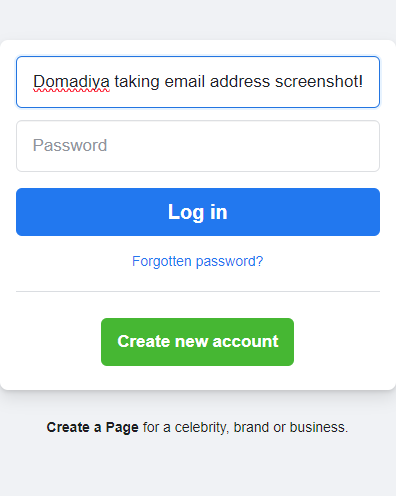 Domadiya taking email address screenshot!
Password
Log in
Forgotten password?
Create new account
Create a Page for a celebrity, brand or business.